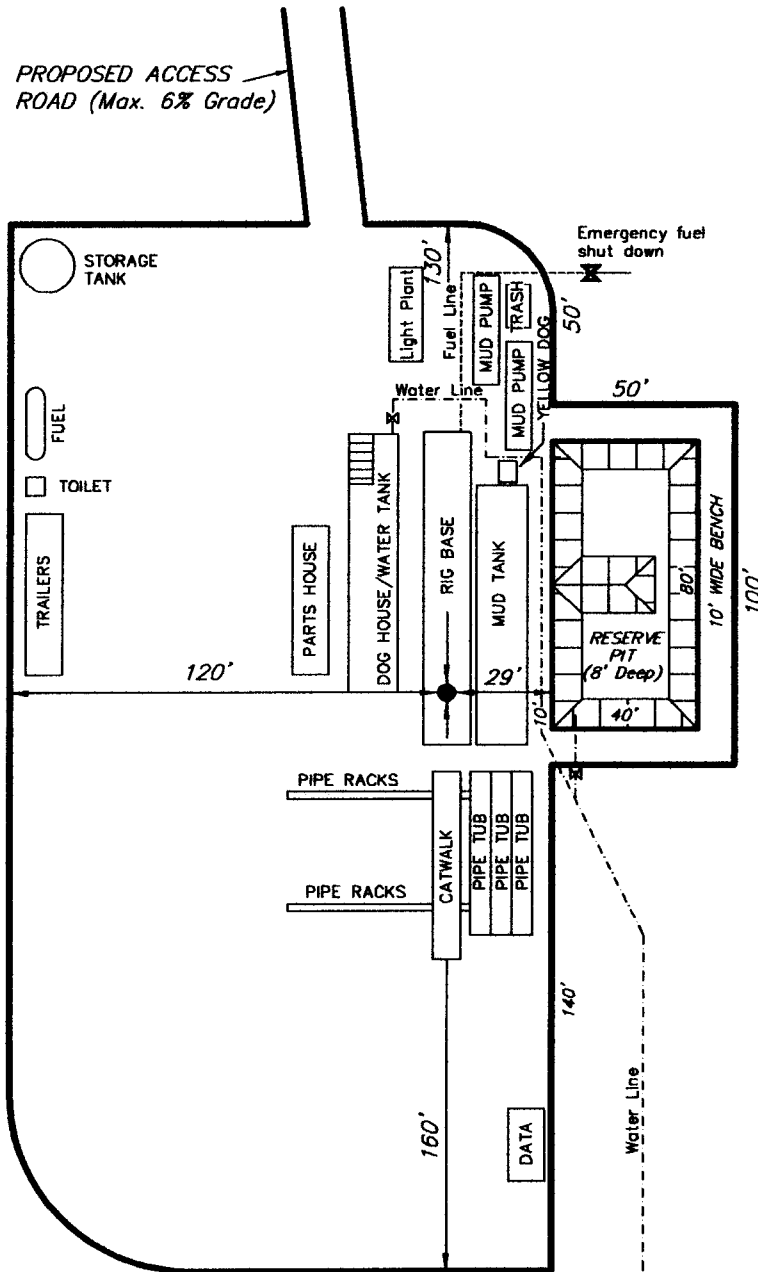 PROPOSED ACCESS
ROAD (Max. 6% Grade)
STORAGE
TANK
Emergency fuel
shut down
130'
Light Plant
Fuel Line
MUD PUMP
TRASH
50'
MUD PUMP
YELLOW DOG
50'
Water Line
FUEL
TOILET
TRAILERS
PARTS HOUSE
DOG HOUSE/WATER TANK
RIG BASE
MUD TANK
80'
10' WIDE BENCH
100'
RESERVE
PIT
(8' Deep)
120'
29'
10'
40'
PIPE RACKS
CATWALK
PIPE TUB
PIPE TUB
PIPE TUB
PIPE RACKS
140'
160'
DATA
Water Line